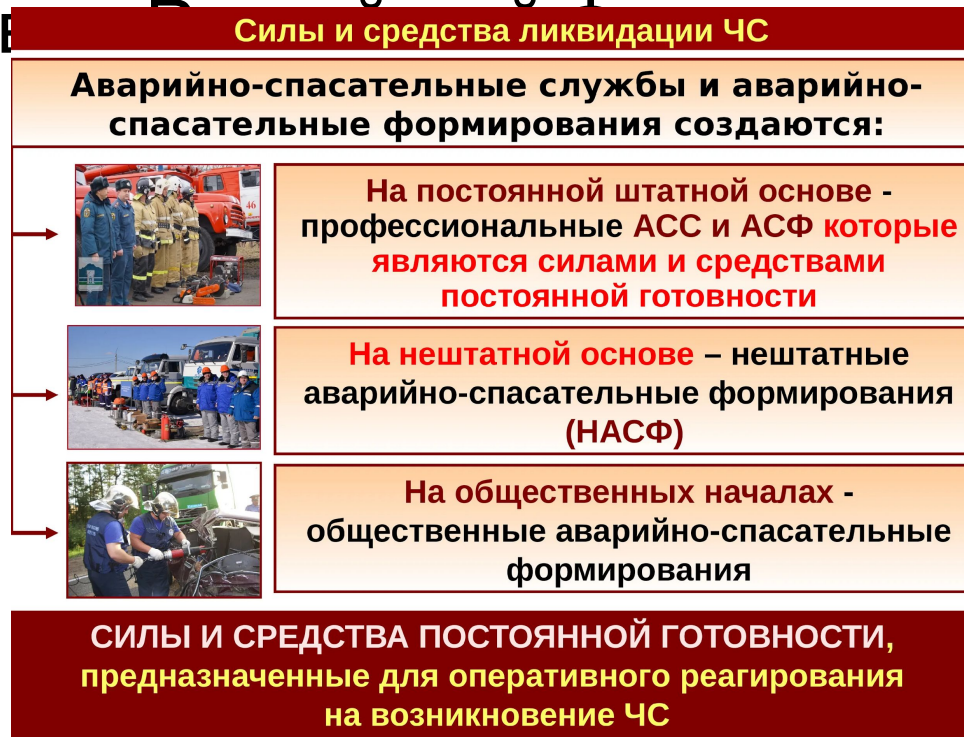 Силы и средства ликвидации ЧС
Аварийно-спасательные службы и аварийно-
спасательные формирования создаются:
На постоянной штатной основе -
профессиональные АСС и АСФ которые
являются силами и средствами
постоянной готовности
46
На нештатной основе – нештатные
аварийно-спасательные формирования
(НАСФ)
На общественных началах -
общественные аварийно-спасательные
формирования
СИЛЫ И СРЕДСТВА ПОСТОЯННОЙ ГОТОВНОСТИ,
предназначенные для оперативного реагирования
на возникновение ЧС